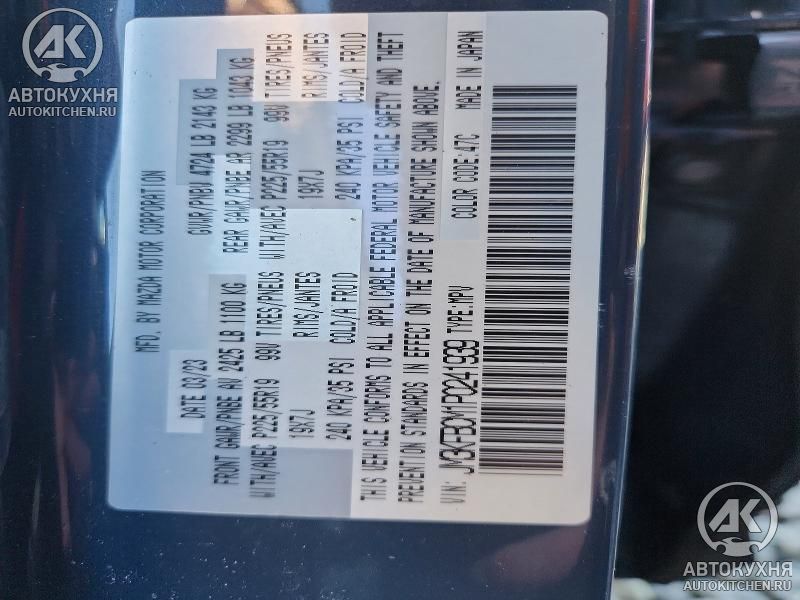 MFD. BY MAZDA MOTOR CORPORATION
DATE 03/23 GVWR/PNBV 4724 LB 2143 KG
FRONT GAWR/PNBE AV 2425 LB 1100 KG REAR GAWR/PNBE AR 2299 LB 1043 KG
WITH/AVEC P225/55R19 99V TIRES/PNEUS WITH/AVEC P225/55R19 99V TIRES/PNEUS
19X7J RIMS/JANTES 19X7J RIMS/JANTES
240 KPA/35 PSI COLD/A FROID 240 KPA/35 PSI COLD/A FROID
THIS VEHICLE CONFORMS TO ALL APPLICABLE FEDERAL MOTOR VEHICLE SAFETY AND THEFT
PREVENTION STANDARDS IN EFFECT ON THE DATE OF MANUFACTURE SHOWN ABOVE.
VIN: TYPE:MPV COLOR CODE:47C MADE IN JAPAN
АК
АВТОКУХНЯ
AUTOKITCHEN.RU
АК
АВТОКУХНЯ
AUTOKITCHEN.RU